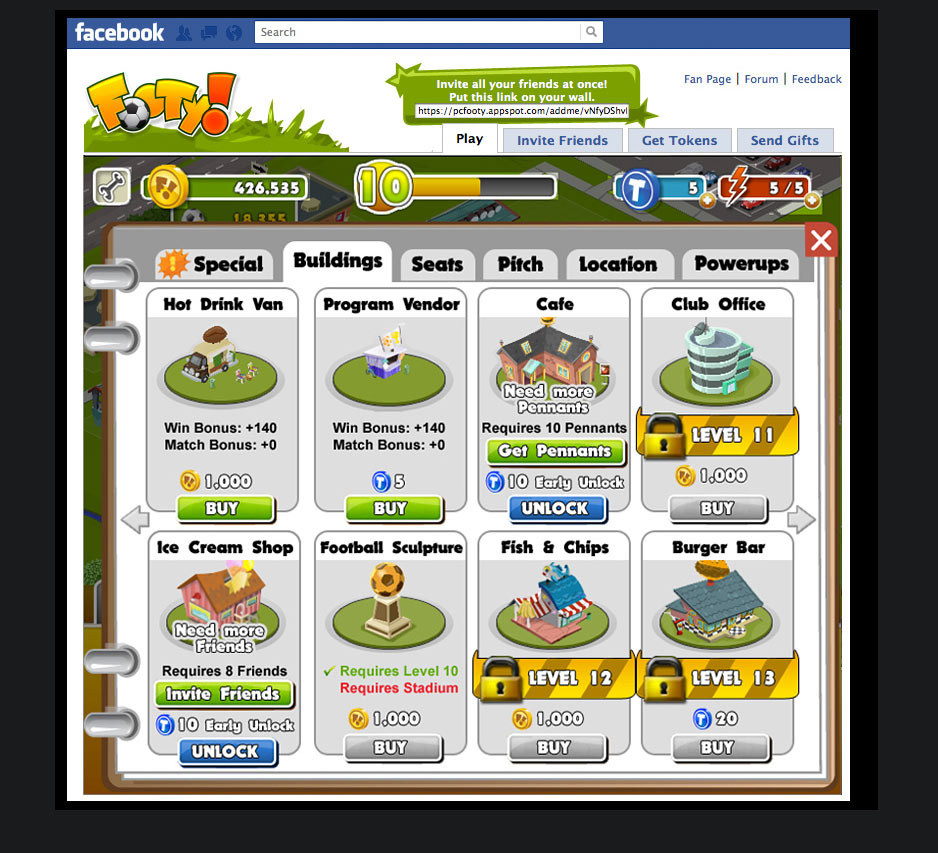 facebook
Search
Footy!
Invite all your friends at once!
Put this link on your wall.
https://pcfooty.appspot.com/addme/vNfyDShvl
Fan Page | Forum | Feedback
Play
Invite Friends
Get Tokens
Send Gifts
426,535
10
T
5
5 / 5
18,355
! Special
Buildings
Seats
Pitch
Location
Powerups
Hot Drink Van
Win Bonus: +140
Match Bonus: +0
1,000
BUY
Program Vendor
Win Bonus: +140
Match Bonus: +0
T 5
BUY
Cafe
Need more
Pennants
Requires 10 Pennants
Get Pennants
T 10 Early Unlock
UNLOCK
Club Office
LEVEL 11
1,000
BUY
Ice Cream Shop
Need more
Friends
Requires 8 Friends
Invite Friends
T 10 Early Unlock
UNLOCK
Football Sculpture
Requires Level 10
Requires Stadium
1,000
BUY
Fish & Chips
LEVEL 12
1,000
BUY
Burger Bar
LEVEL 13
T 20
BUY